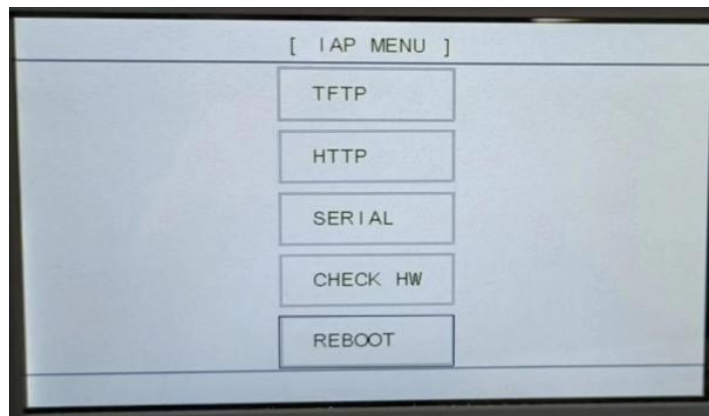 [ IAP MENU ]
TFTP
HTTP
SERIAL
CHECK HW
REBOOT